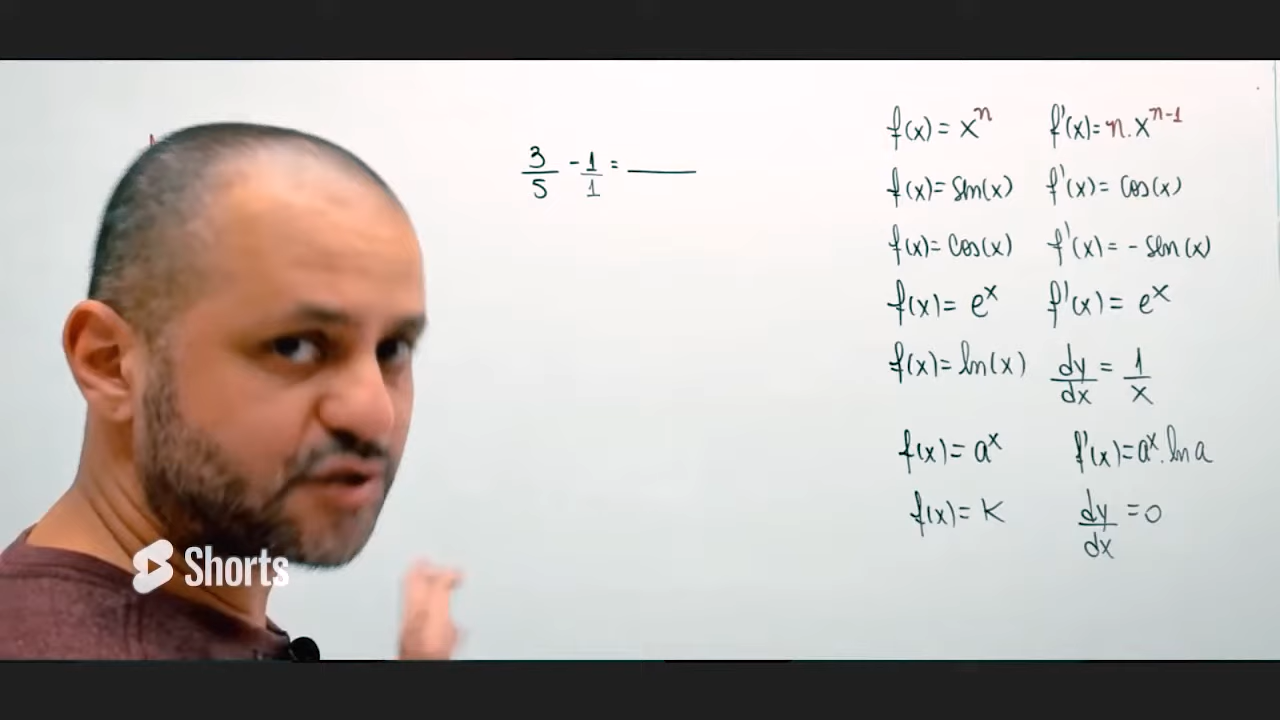 3/5 - 1/1 = ____
f(x) = x^n f'(x) = n . x^(n-1)
f(x) = sen(x) f'(x) = cos(x)
f(x) = cos(x) f'(x) = - sen(x)
f(x) = e^x f'(x) = e^x
f(x) = ln(x) dy/dx = 1/x
f(x) = a^x f'(x) = a^x . ln a
f(x) = K dy/dx = 0
Shorts